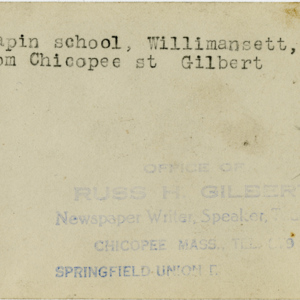 apin school, Willimansett,
om Chicopee st Gilbert
OFFICE OF
RUSS H. GILBER
Newspaper Writer, Speaker,
CHICOPEE MASS.,
SPRINGFIELD-UNION